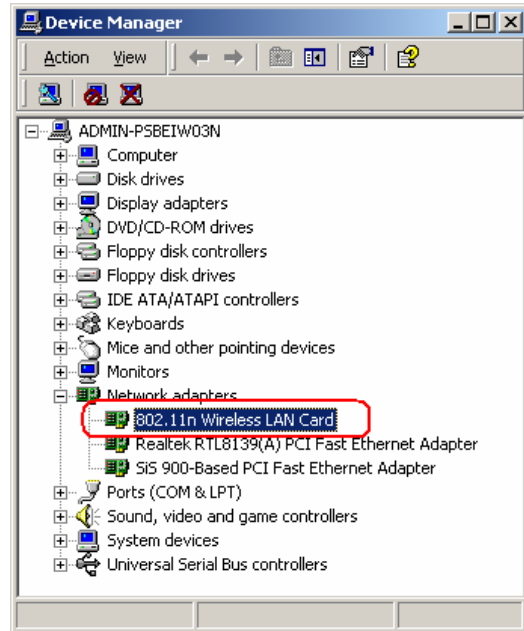 Device Manager
Action View
ADMIN-PSBEIW03N
Computer
Disk drives
Display adapters
DVD/CD-ROM drives
Floppy disk controllers
Floppy disk drives
IDE ATA/ATAPI controllers
Keyboards
Mice and other pointing devices
Monitors
Network adapters
802.11n Wireless LAN Card
Realtek RTL8139(A) PCI Fast Ethernet Adapter
SiS 900-Based PCI Fast Ethernet Adapter
Ports (COM & LPT)
Sound, video and game controllers
System devices
Universal Serial Bus controllers